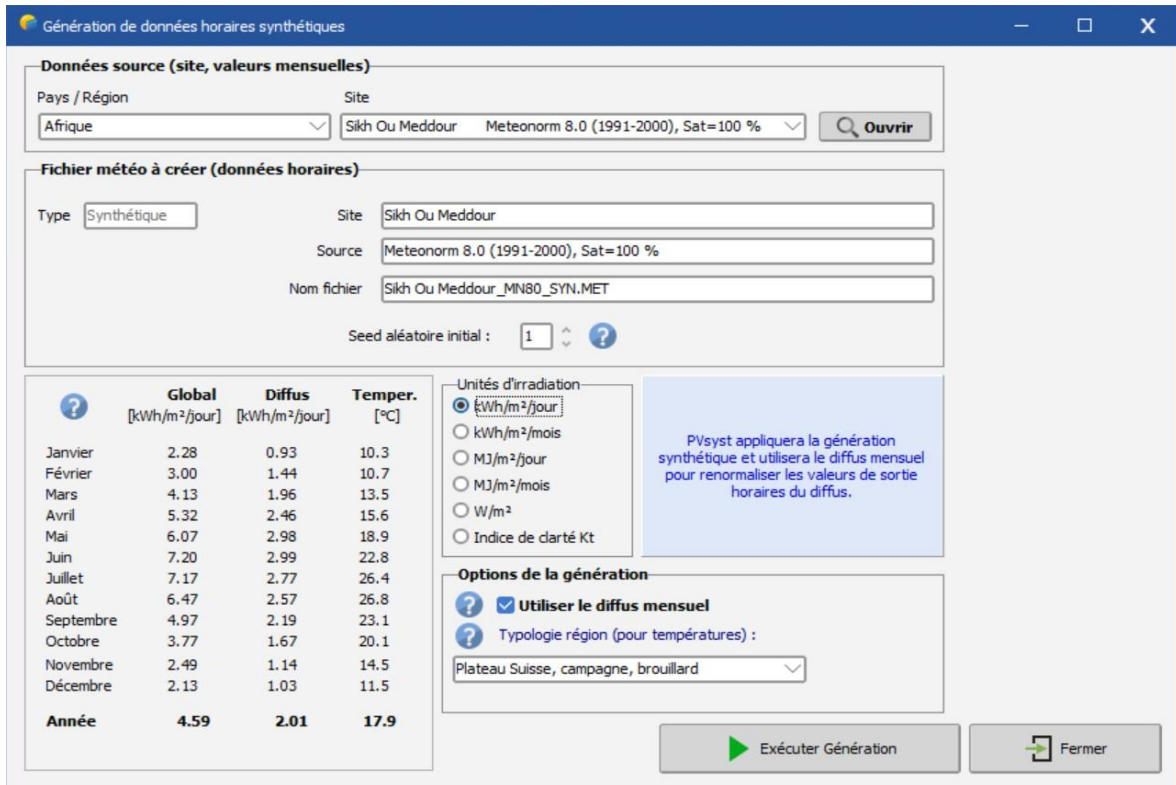 Génération de données horaires synthétiques
Données source (site, valeurs mensuelles)
Pays / Région Site
Afrique Sikh Ou Meddour Meteonorm 8.0 (1991-2000), Sat=100 % Ouvrir
Fichier météo à créer (données horaires)
Type Synthétique Site Sikh Ou Meddour
Source Meteonorm 8.0 (1991-2000), Sat=100 %
Nom fichier Sikh Ou Meddour_MN80_SYN.MET
Seed aléatoire initial : 1
Global Diffus Temper.
[kWh/m²/jour] [kWh/m²/jour] [°C]
Janvier 2.28 0.93 10.3
Février 3.00 1.44 10.7
Mars 4.13 1.96 13.5
Avril 5.32 2.46 15.6
Mai 6.07 2.98 18.9
Juin 7.20 2.99 22.8
Juillet 7.17 2.77 26.4
Août 6.47 2.57 26.8
Septembre 4.97 2.19 23.1
Octobre 3.77 1.67 20.1
Novembre 2.49 1.14 14.5
Décembre 2.13 1.03 11.5
Année 4.59 2.01 17.9
Unités d'irradiation
kWh/m²/jour
kWh/m²/mois
MJ/m²/jour
MJ/m²/mois
W/m²
Indice de clarté Kt
PVsyst appliquera la génération
synthétique et utilisera le diffus mensuel
pour renormaliser les valeurs de sortie
horaires du diffus.
Options de la génération
Utiliser le diffus mensuel
Typologie région (pour températures) :
Plateau Suisse, campagne, brouillard
Exécuter Génération
Fermer